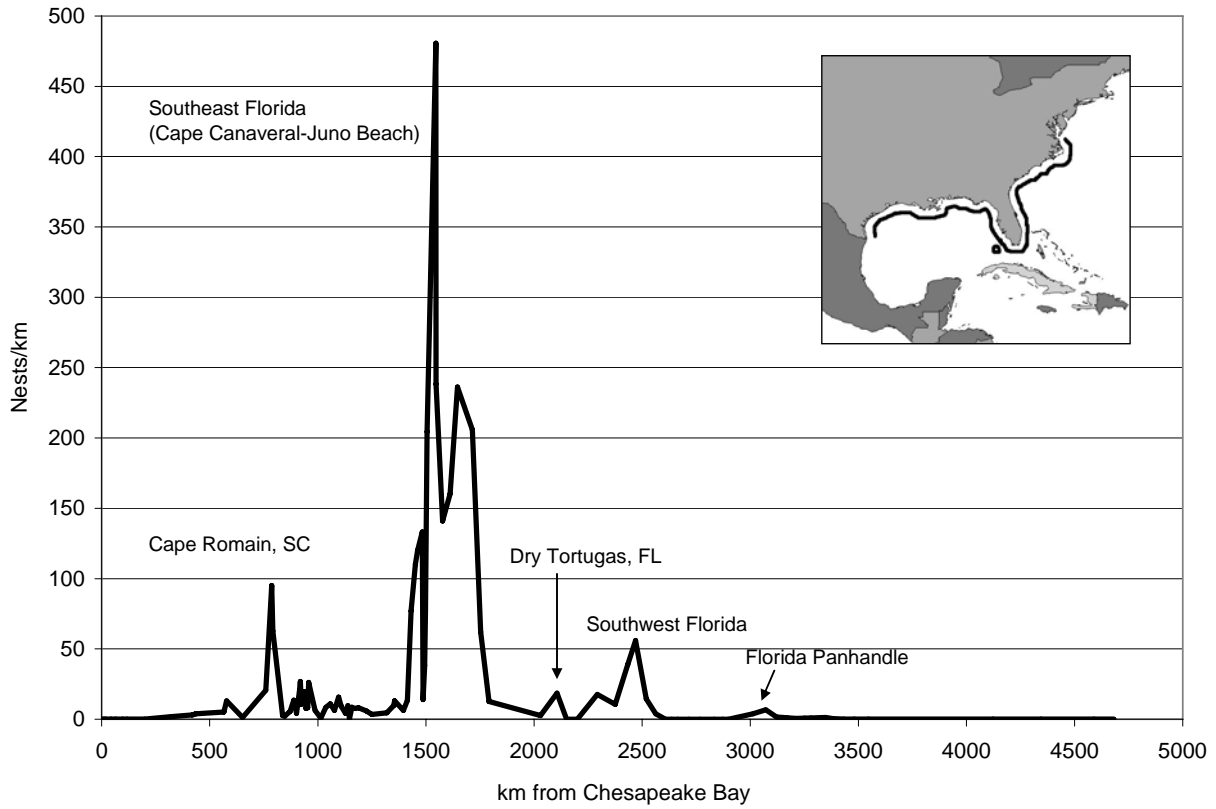 500
450
400
350
300
250
200
150
100
50
0
Nests/km
Southeast Florida
(Cape Canaveral-Juno Beach)
Cape Romain, SC
Dry Tortugas, FL
Southwest Florida
Florida Panhandle
0 500 1000 1500 2000 2500 3000 3500 4000 4500 5000
km from Chesapeake Bay